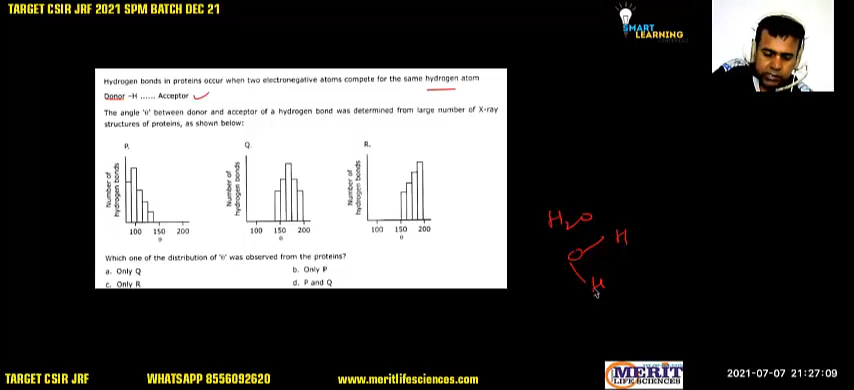 TARGET CSIR JRF 2021 SPM BATCH DEC 21
SMART
LEARNING
Hydrogen bonds in proteins occur when two electronegative atoms compete for the same hydrogen atom
Donor -H ...... Acceptor
The angle 'θ' between donor and acceptor of a hydrogen bond was determined from large number of X-ray
structures of proteins, as shown below:
P.
Q.
R.
Number of
hydrogen bonds
100 150 200
θ
Number of
hydrogen bonds
100 150 200
θ
Number of
hydrogen bonds
100 150 200
θ
H2O
O H
H
Which one of the distribution of 'θ' was observed from the proteins?
a. Only Q
b. Only P
c. Only R
d. P and Q
MERIT
LIFE SCIENCES
2021-07-07 21:27:09
TARGET CSIR JRF WHATSAPP 8556092620 www.meritlifesciences.com